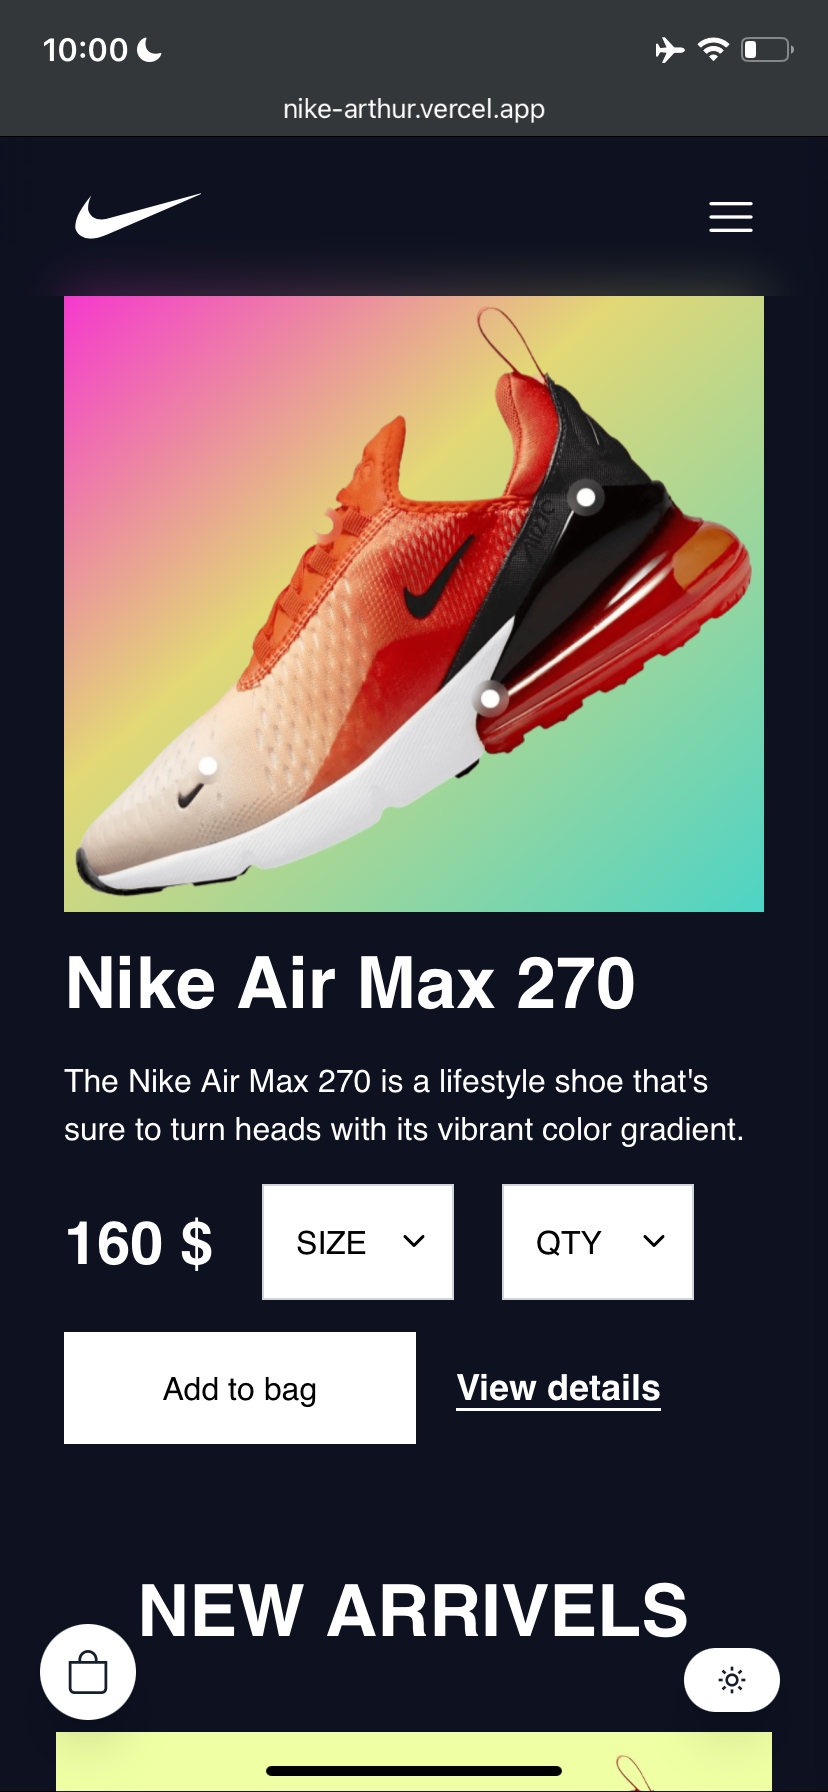 10:00
nike-arthur.vercel.app
Nike Air Max 270
The Nike Air Max 270 is a lifestyle shoe that's
sure to turn heads with its vibrant color gradient.
160 $
SIZE
QTY
Add to bag
View details
NEW ARRIVELS